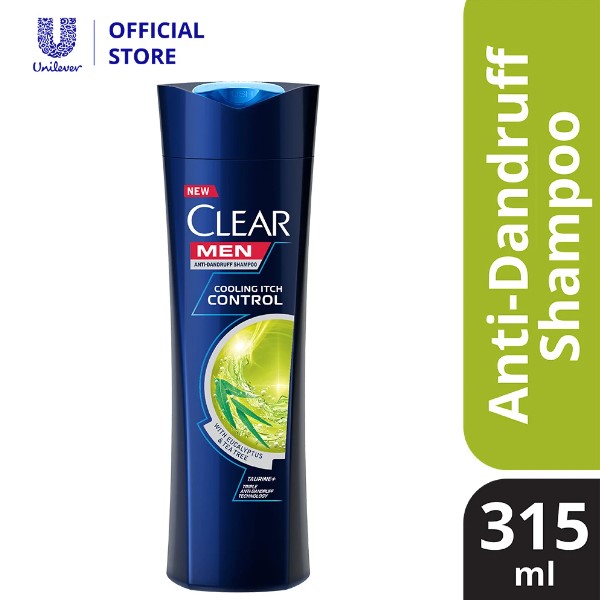 Unilever
OFFICIAL
STORE
NEW
CLEAR
MEN
ANTI-DANDRUFF SHAMPOO
COOLING ITCH
CONTROL
WITH EUCALYPTUS
& TEA TREE
TAURINE+
TRIPLE
ANTI-DANDRUFF
TECHNOLOGY
Anti-Dandruff
Shampoo
315
ml